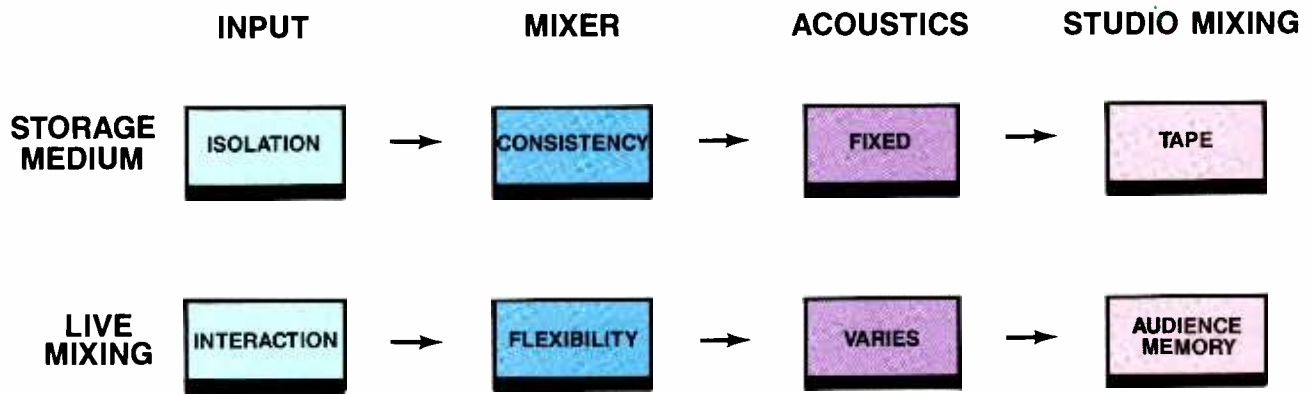 INPUT MIXER ACOUSTICS STUDIO MIXING
STORAGE
MEDIUM
ISOLATION CONSISTENCY FIXED TAPE
LIVE
MIXING
INTERACTION FLEXIBILITY VARIES AUDIENCE
MEMORY